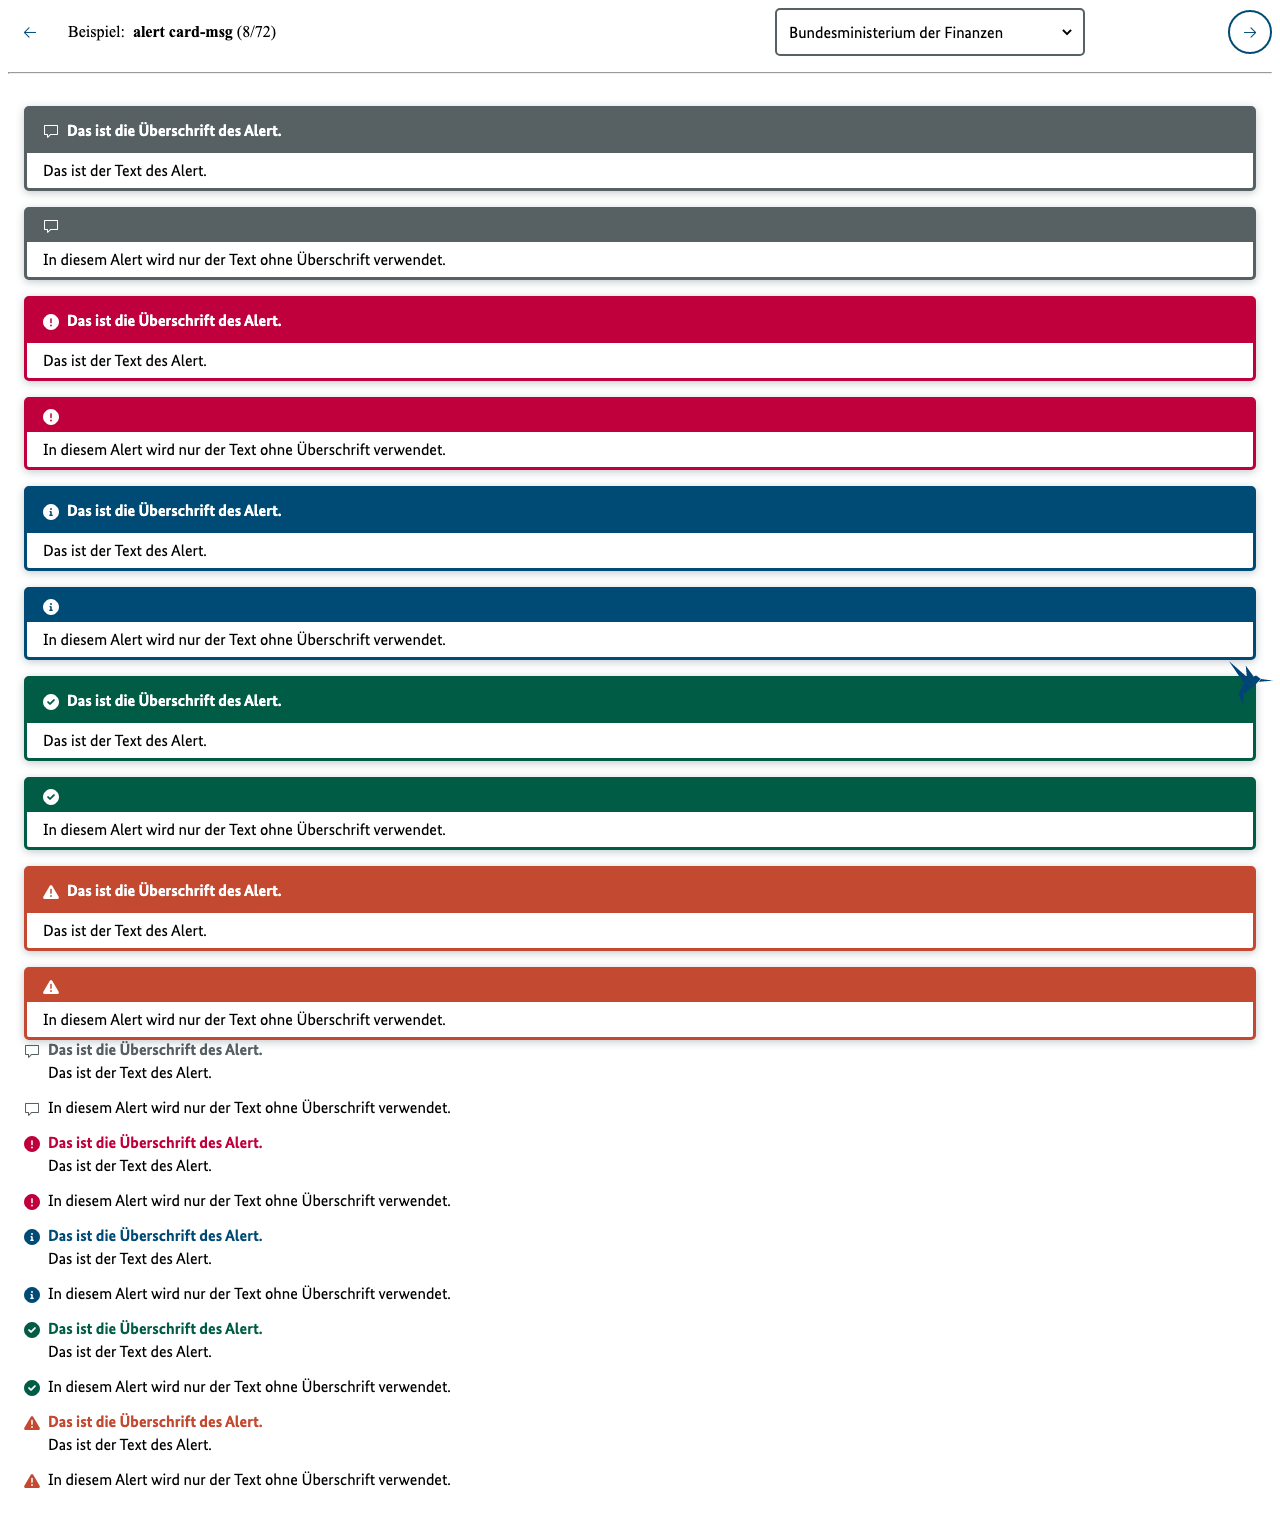 Beispiel: alert card-msg (8/72)
Bundesministerium der Finanzen
Das ist die Überschrift des Alert.
Das ist der Text des Alert.
In diesem Alert wird nur der Text ohne Überschrift verwendet.
Das ist die Überschrift des Alert.
Das ist der Text des Alert.
In diesem Alert wird nur der Text ohne Überschrift verwendet.
Das ist die Überschrift des Alert.
Das ist der Text des Alert.
In diesem Alert wird nur der Text ohne Überschrift verwendet.
Das ist die Überschrift des Alert.
Das ist der Text des Alert.
In diesem Alert wird nur der Text ohne Überschrift verwendet.
Das ist die Überschrift des Alert.
Das ist der Text des Alert.
In diesem Alert wird nur der Text ohne Überschrift verwendet.
Das ist die Überschrift des Alert.
Das ist der Text des Alert.
In diesem Alert wird nur der Text ohne Überschrift verwendet.
Das ist die Überschrift des Alert.
Das ist der Text des Alert.
In diesem Alert wird nur der Text ohne Überschrift verwendet.
Das ist die Überschrift des Alert.
Das ist der Text des Alert.
In diesem Alert wird nur der Text ohne Überschrift verwendet.
Das ist die Überschrift des Alert.
Das ist der Text des Alert.
In diesem Alert wird nur der Text ohne Überschrift verwendet.
Das ist die Überschrift des Alert.
Das ist der Text des Alert.
In diesem Alert wird nur der Text ohne Überschrift verwendet.